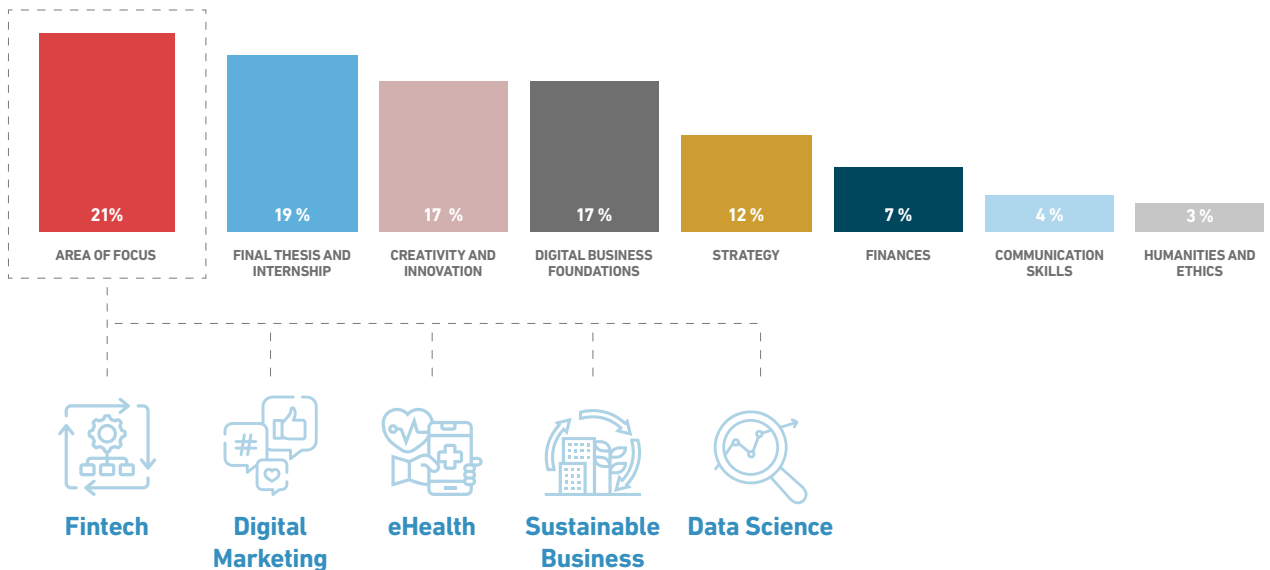 21%
19 %
17 %
17 %
12 %
7 %
4 %
3 %
AREA OF FOCUS
FINAL THESIS AND
INTERNSHIP
CREATIVITY AND
INNOVATION
DIGITAL BUSINESS
FOUNDATIONS
STRATEGY
FINANCES
COMMUNICATION
SKILLS
HUMANITIES AND
ETHICS
#
Fintech
Digital
Marketing
eHealth
Sustainable
Business
Data Science